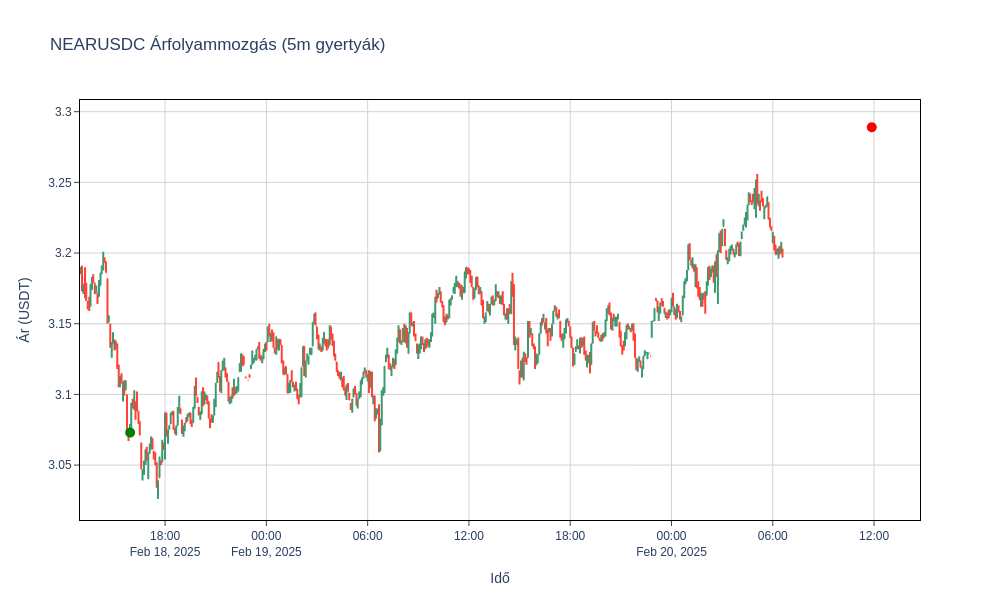 NEARUSDC Árfolyammozgás (5m gyertyák)
3.3
3.25
3.2
3.15
3.1
3.05
Ár (USDT)
18:00 00:00 06:00 12:00 18:00 00:00 06:00 12:00
Feb 18, 2025 Feb 19, 2025 Feb 20, 2025
Idő